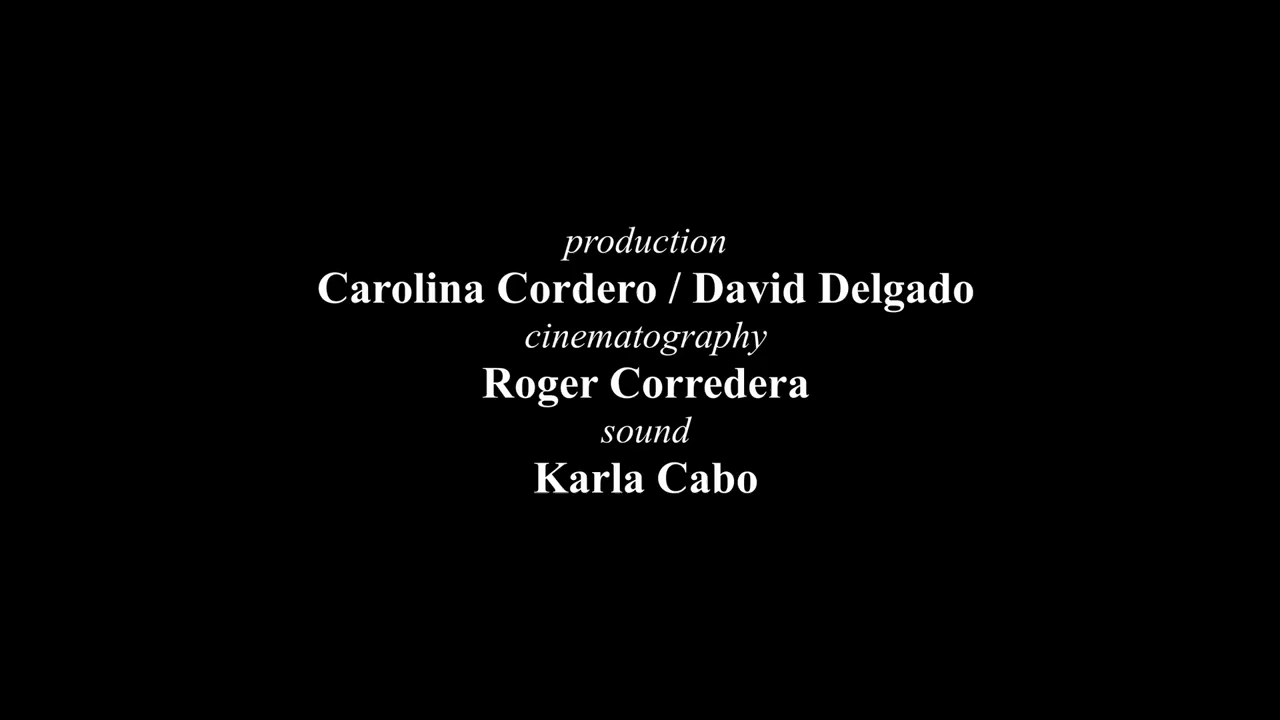 production
Carolina Cordero / David Delgado
cinematography
Roger Corredera
sound
Karla Cabo